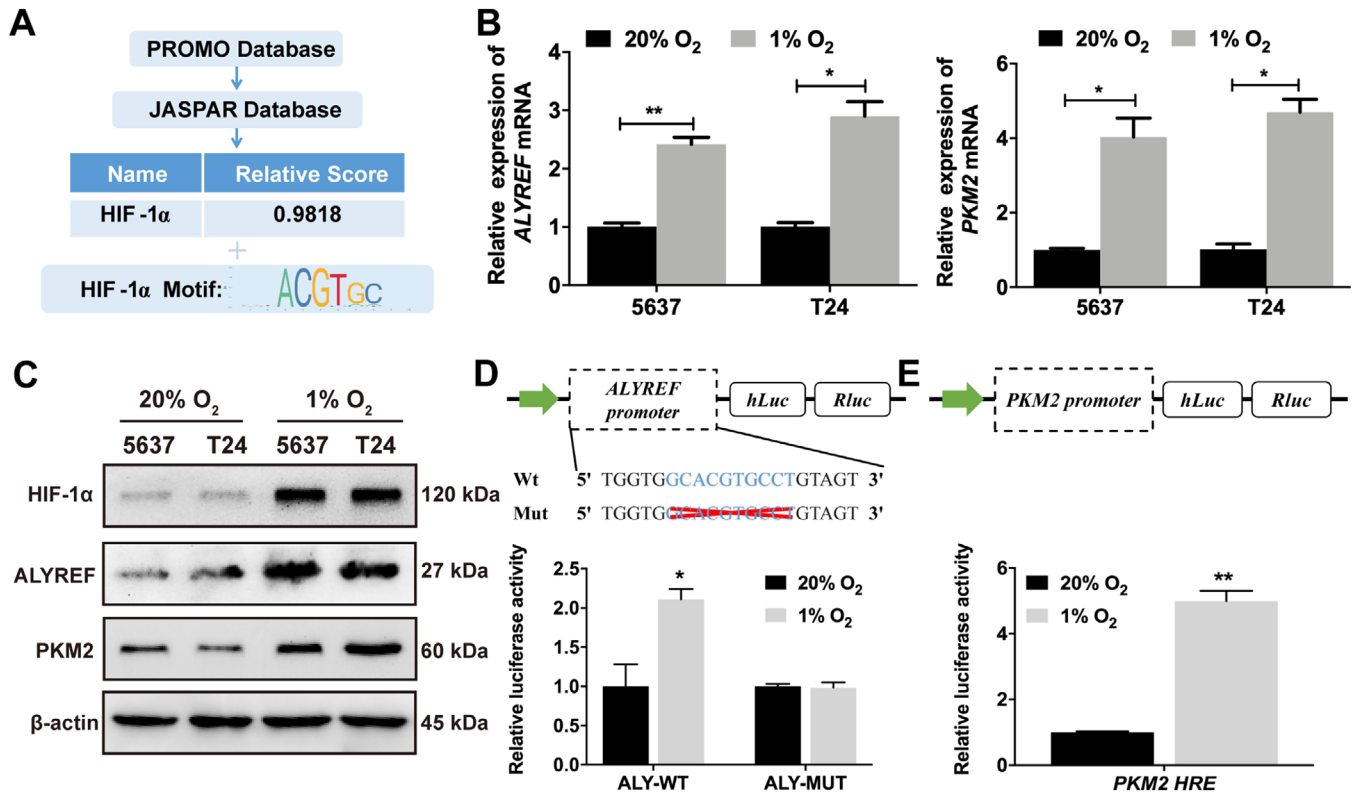 A
PROMO Database
JASPAR Database
Name Relative Score
HIF -1α 0.9818
+
HIF -1α Motif: ACGTGC
B
20% O2 1% O2
Relative expression of
ALYREF mRNA
4
3
2
1
0
**
*
5637 T24
20% O2 1% O2
Relative expression of
PKM2 mRNA
6
4
2
0
*
*
5637 T24
C
20% O2 1% O2
5637 T24 5637 T24
HIF-1α 120 kDa
ALYREF 27 kDa
PKM2 60 kDa
β-actin 45 kDa
D
ALYREF
promoter
hLuc Rluc
Wt 5' TGGTGGCACGTGCCTGTAGT 3'
Mut 5' TGGTGGCACGTGCCTGTAGT 3'
Relative luciferase activity
2.5
2.0
1.5
1.0
0.5
0.0
*
20% O2
1% O2
ALY-WT ALY-MUT
E
PKM2 promoter hLuc Rluc
Relative luciferase activity
6
4
2
0
20% O2
1% O2
**
PKM2 HRE